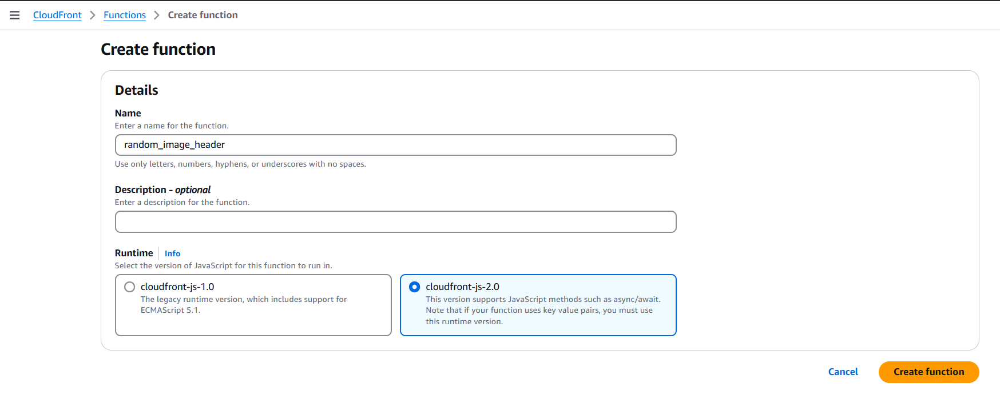 CloudFront > Functions > Create function
Create function
Details
Name
Enter a name for the function.
random_image_header
Use only letters, numbers, hyphens, or underscores with no spaces.
Description - optional
Enter a description for the function.
Runtime | Info
Select the version of JavaScript for this function to run in.
cloudfront-js-1.0
The legacy runtime version, which includes support for
ECMAScript 5.1.
cloudfront-js-2.0
This version supports JavaScript methods such as async/await.
Note that if your function uses key value pairs, you must use
this runtime version.
Cancel
Create function